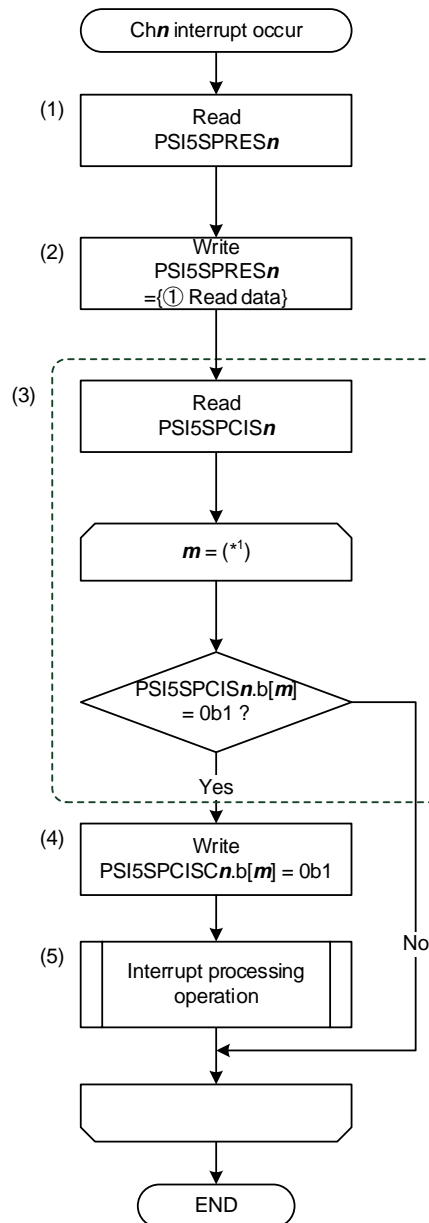 Chn interrupt occur
(1)
Read
PSI5SPRESn
(2)
Write
PSI5SPRESn
={① Read data}
(3)
Read
PSI5SPCISn
m = (*1)
PSI5SPCISn.b[m]
= 0b1 ?
Yes
(4)
Write
PSI5SPCISCn.b[m] = 0b1
No
(5)
Interrupt processing
operation
END